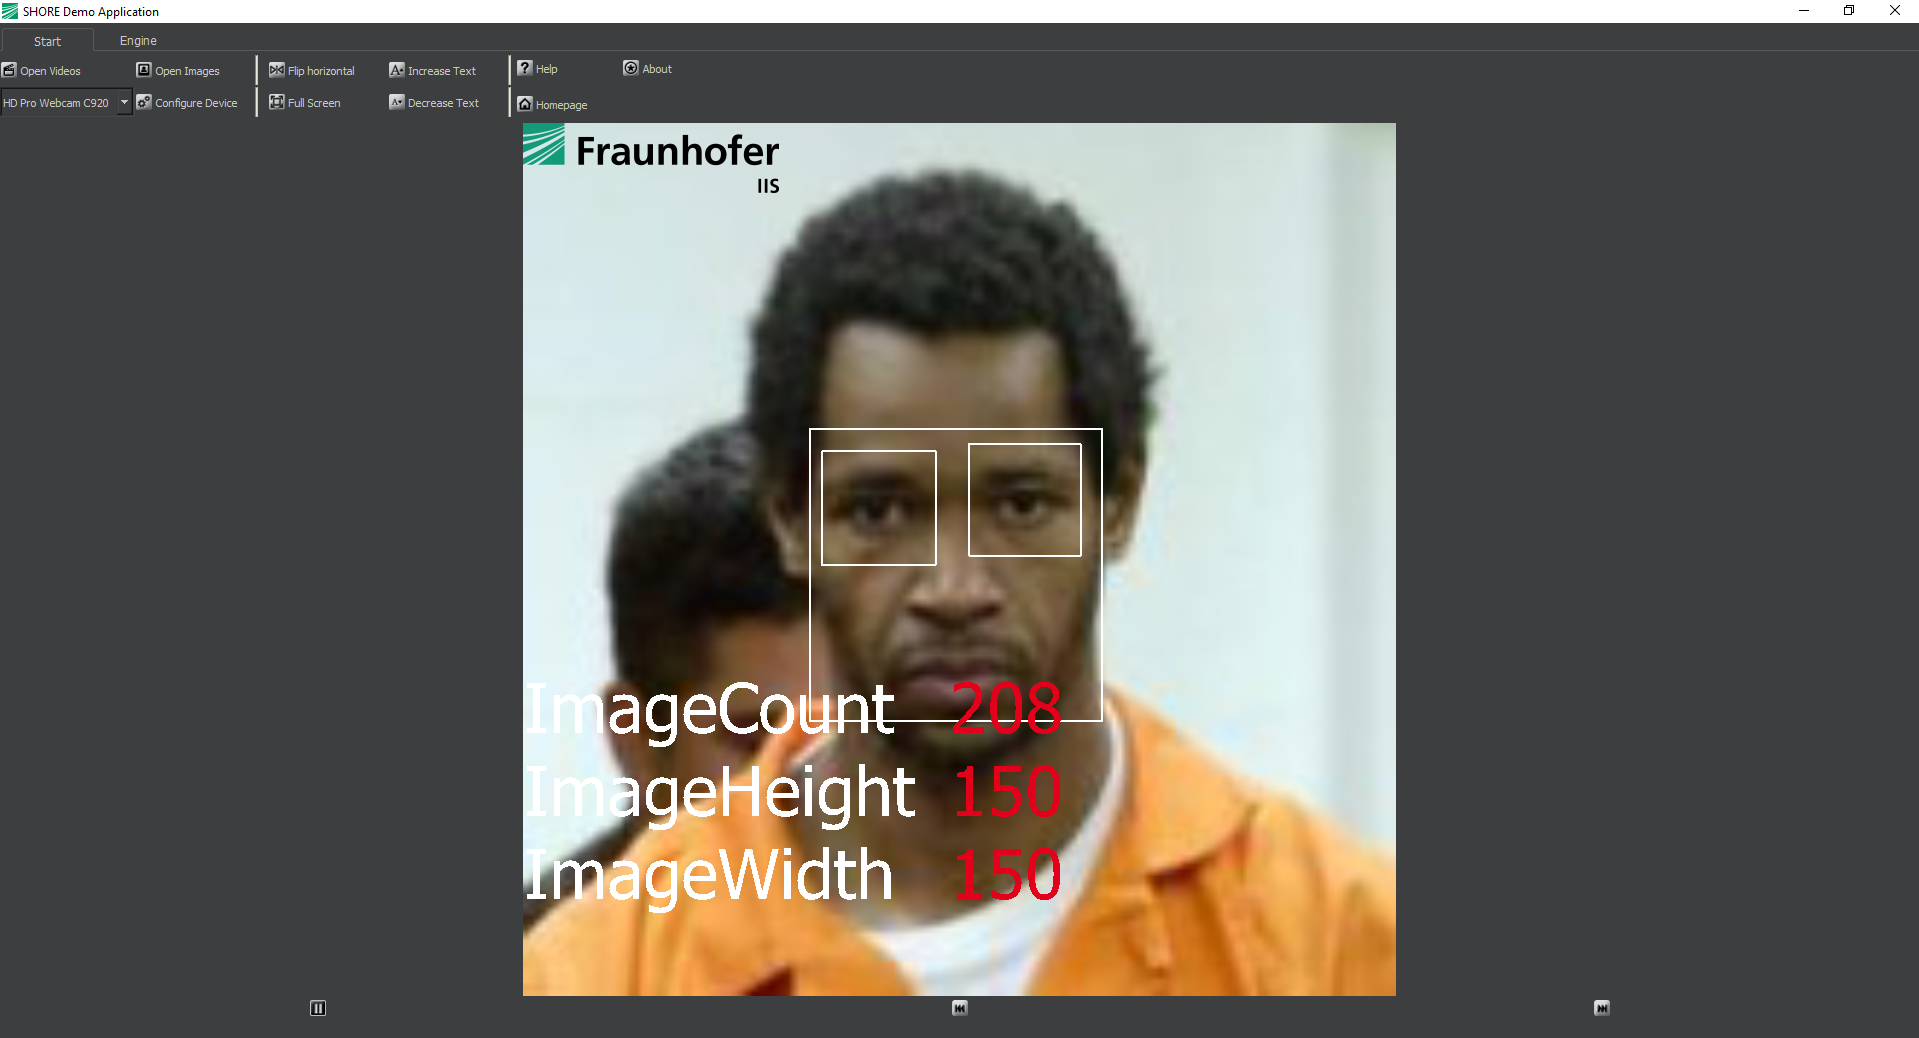 SHORE Demo Application
Start Engine
Open Videos Open Images Flip horizontal Increase Text Help About
HD Pro Webcam C920 Configure Device Full Screen Decrease Text Homepage
Fraunhofer
IIS
ImageCount 208
ImageHeight 150
ImageWidth 150